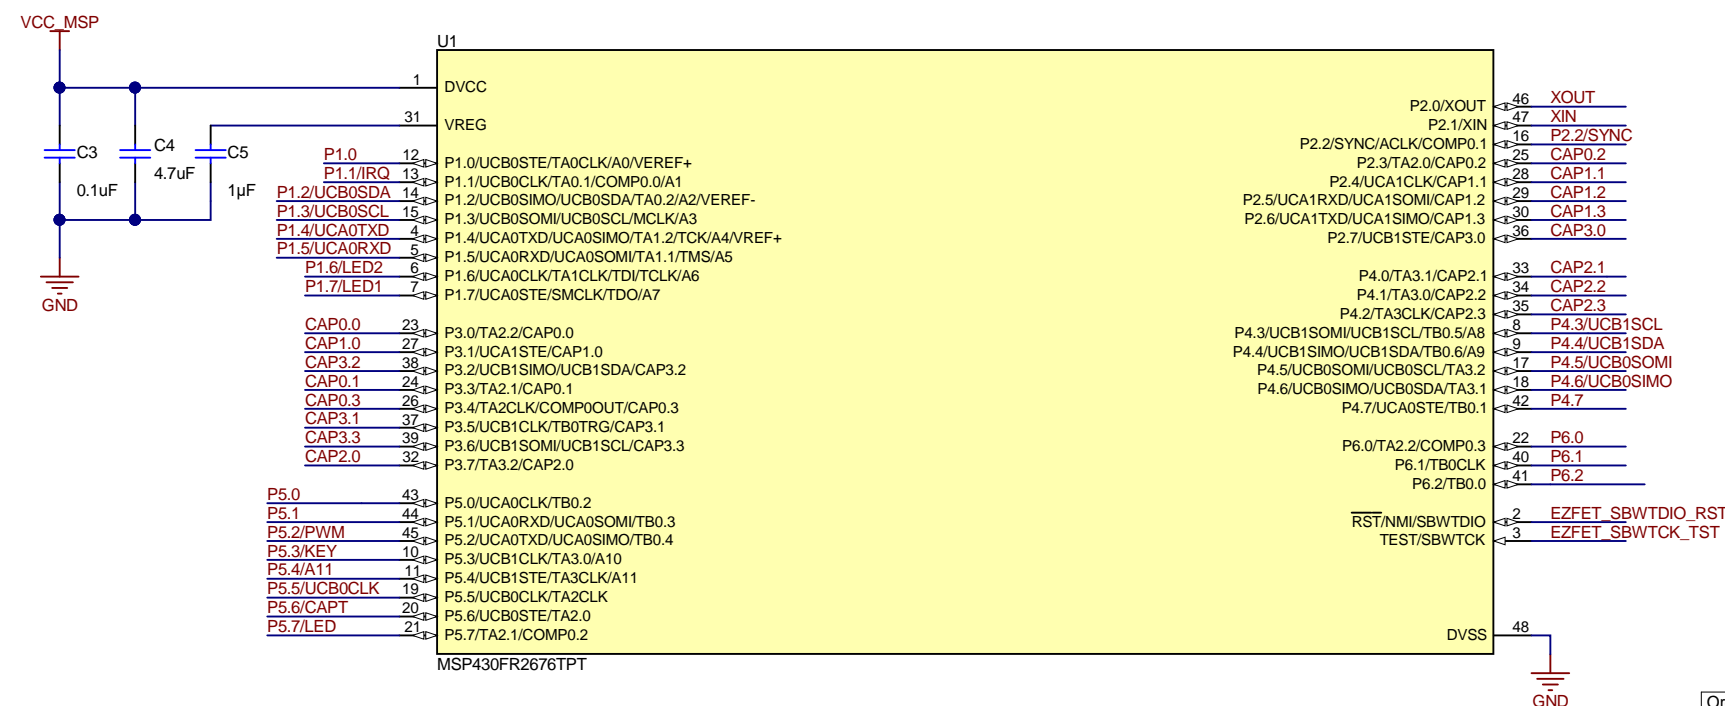 VCC_MSP
U1
1 DVCC
31 VREG
C3
0.1uF
C4
4.7uF
C5
1µF
GND
P1.0 12 P1.0/UCB0STE/TA0CLK/A0/VEREF+
P1.1/IRQ 13 P1.1/UCB0CLK/TA0.1/COMP0.0/A1
P1.2/UCB0SDA 14 P1.2/UCB0SIMO/UCB0SDA/TA0.2/A2/VEREF-
P1.3/UCB0SCL 15 P1.3/UCB0SOMI/UCB0SCL/MCLK/A3
P1.4/UCA0TXD 4 P1.4/UCA0TXD/UCA0SIMO/TA1.2/TCK/A4/VREF+
P1.5/UCA0RXD 5 P1.5/UCA0RXD/UCA0SOMI/TA1.1/TMS/A5
P1.6/LED2 6 P1.6/UCA0CLK/TA1CLK/TDI/TCLK/A6
P1.7/LED1 7 P1.7/UCA0STE/SMCLK/TDO/A7
CAP0.0 23 P3.0/TA2.2/CAP0.0
CAP1.0 27 P3.1/UCA1STE/CAP1.0
CAP3.2 38 P3.2/UCB1SIMO/UCB1SDA/CAP3.2
CAP0.1 24 P3.3/TA2.1/CAP0.1
CAP0.3 26 P3.4/TA2CLK/COMP0OUT/CAP0.3
CAP3.1 37 P3.5/UCB1CLK/TB0TRG/CAP3.1
CAP3.3 39 P3.6/UCB1SOMI/UCB1SCL/CAP3.3
CAP2.0 32 P3.7/TA3.2/CAP2.0
P5.0 43 P5.0/UCA0CLK/TB0.2
P5.1 44 P5.1/UCA0RXD/UCA0SOMI/TB0.3
P5.2/PWM 45 P5.2/UCA0TXD/UCA0SIMO/TB0.4
P5.3/KEY 10 P5.3/UCB1CLK/TA3.0/A10
P5.4/A11 11 P5.4/UCB1STE/TA3CLK/A11
P5.5/UCB0CLK 19 P5.5/UCB0CLK/TA2CLK
P5.6/CAPT 20 P5.6/UCB0STE/TA2.0
P5.7/LED 21 P5.7/TA2.1/COMP0.2
MSP430FR2676TPT
P2.0/XOUT 46 XOUT
P2.1/XIN 47 XIN
P2.2/SYNC/ACLK/COMP0.1 16 P2.2/SYNC
P2.3/TA2.0/CAP0.2 25 CAP0.2
P2.4/UCA1CLK/CAP1.1 28 CAP1.1
P2.5/UCA1RXD/UCA1SOMI/CAP1.2 29 CAP1.2
P2.6/UCA1TXD/UCA1SIMO/CAP1.3 30 CAP1.3
P2.7/UCB1STE/CAP3.0 36 CAP3.0
P4.0/TA3.1/CAP2.1 33 CAP2.1
P4.1/TA3.0/CAP2.2 34 CAP2.2
P4.2/TA3CLK/CAP2.3 35 CAP2.3
P4.3/UCB1SOMI/UCB1SCL/TB0.5/A8 8 P4.3/UCB1SCL
P4.4/UCB1SIMO/UCB1SDA/TB0.6/A9 9 P4.4/UCB1SDA
P4.5/UCB0SOMI/UCB0SCL/TA3.2 17 P4.5/UCB0SOMI
P4.6/UCB0SIMO/UCB0SDA/TA3.1 18 P4.6/UCB0SIMO
P4.7/UCA0STE/TB0.1 42 P4.7
P6.0/TA2.2/COMP0.3 22 P6.0
P6.1/TB0CLK 40 P6.1
P6.2/TB0.0 41 P6.2
RST/NMI/SBWTDIO 2 EZFET_SBWTDIO_RST
TEST/SBWTCK 3 EZFET_SBWTCK_TST
DVSS 48
GND